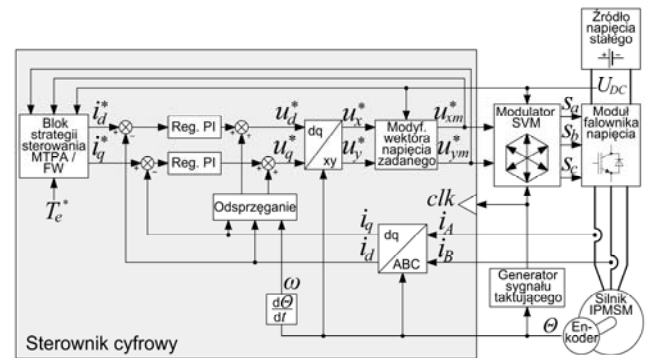 Źródło
napięcia
stałego
U_DC
Blok
strategii
sterowania
MTPA /
FW
T_e^*
i_d^*
i_q^*
+
-
+
-
Reg. PI
Reg. PI
+
+
+
+
u_d^*
u_q^*
dq
xy
u_x^*
u_y^*
Modyf.
wektora
napięcia
zadanego
u_xm^*
u_ym^*
Modulator
SVM
s_a
s_b
s_c
Moduł
falownika
napięcia
Odsprzęganie
clk
i_q
i_d
dq
ABC
i_A
i_B
ω
dΘ
dt
Generator
sygnału
taktującego
Θ
En-
koder
Silnik
IPMSM
Sterownik cyfrowy